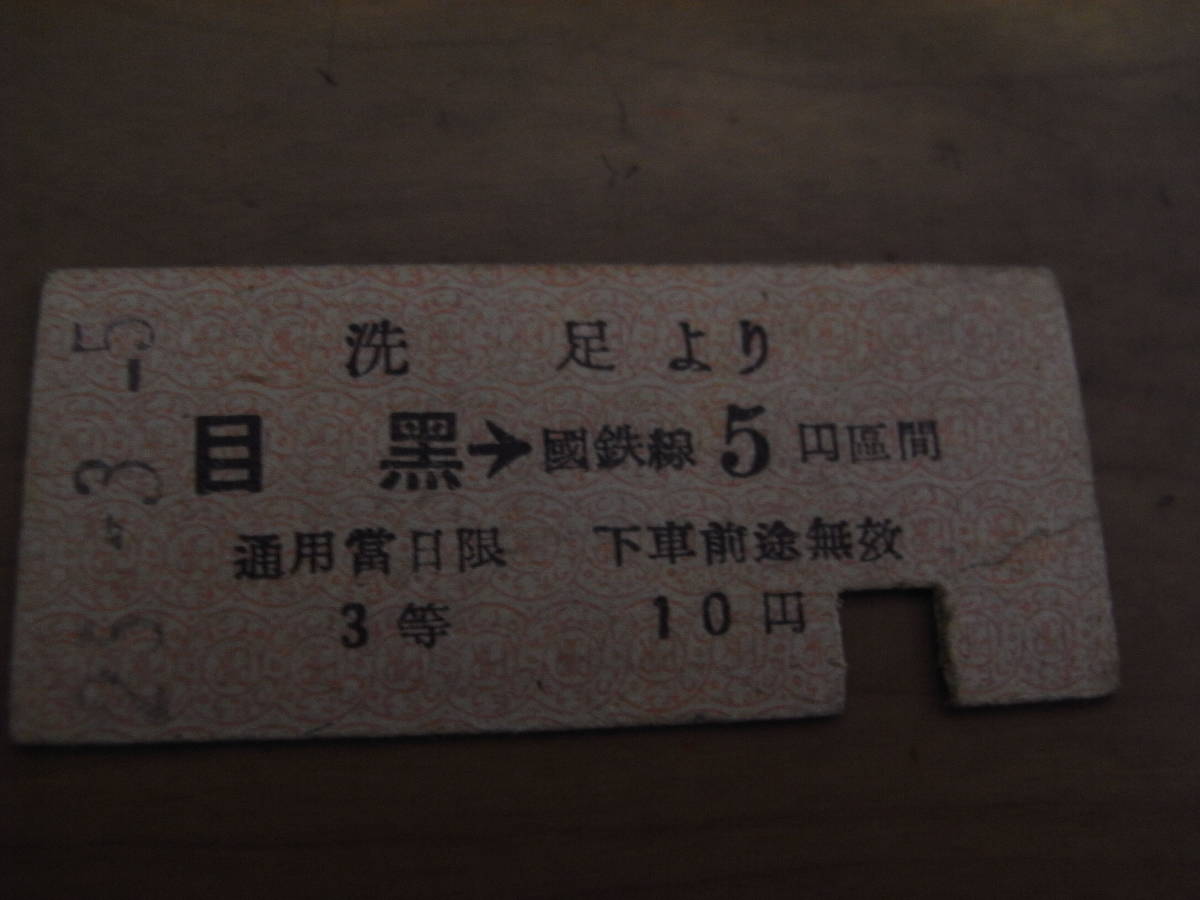 洗足より
目黑→國鉄線5円區間
通用當日限 下車前途無效
3等 10円
23.-3.-5